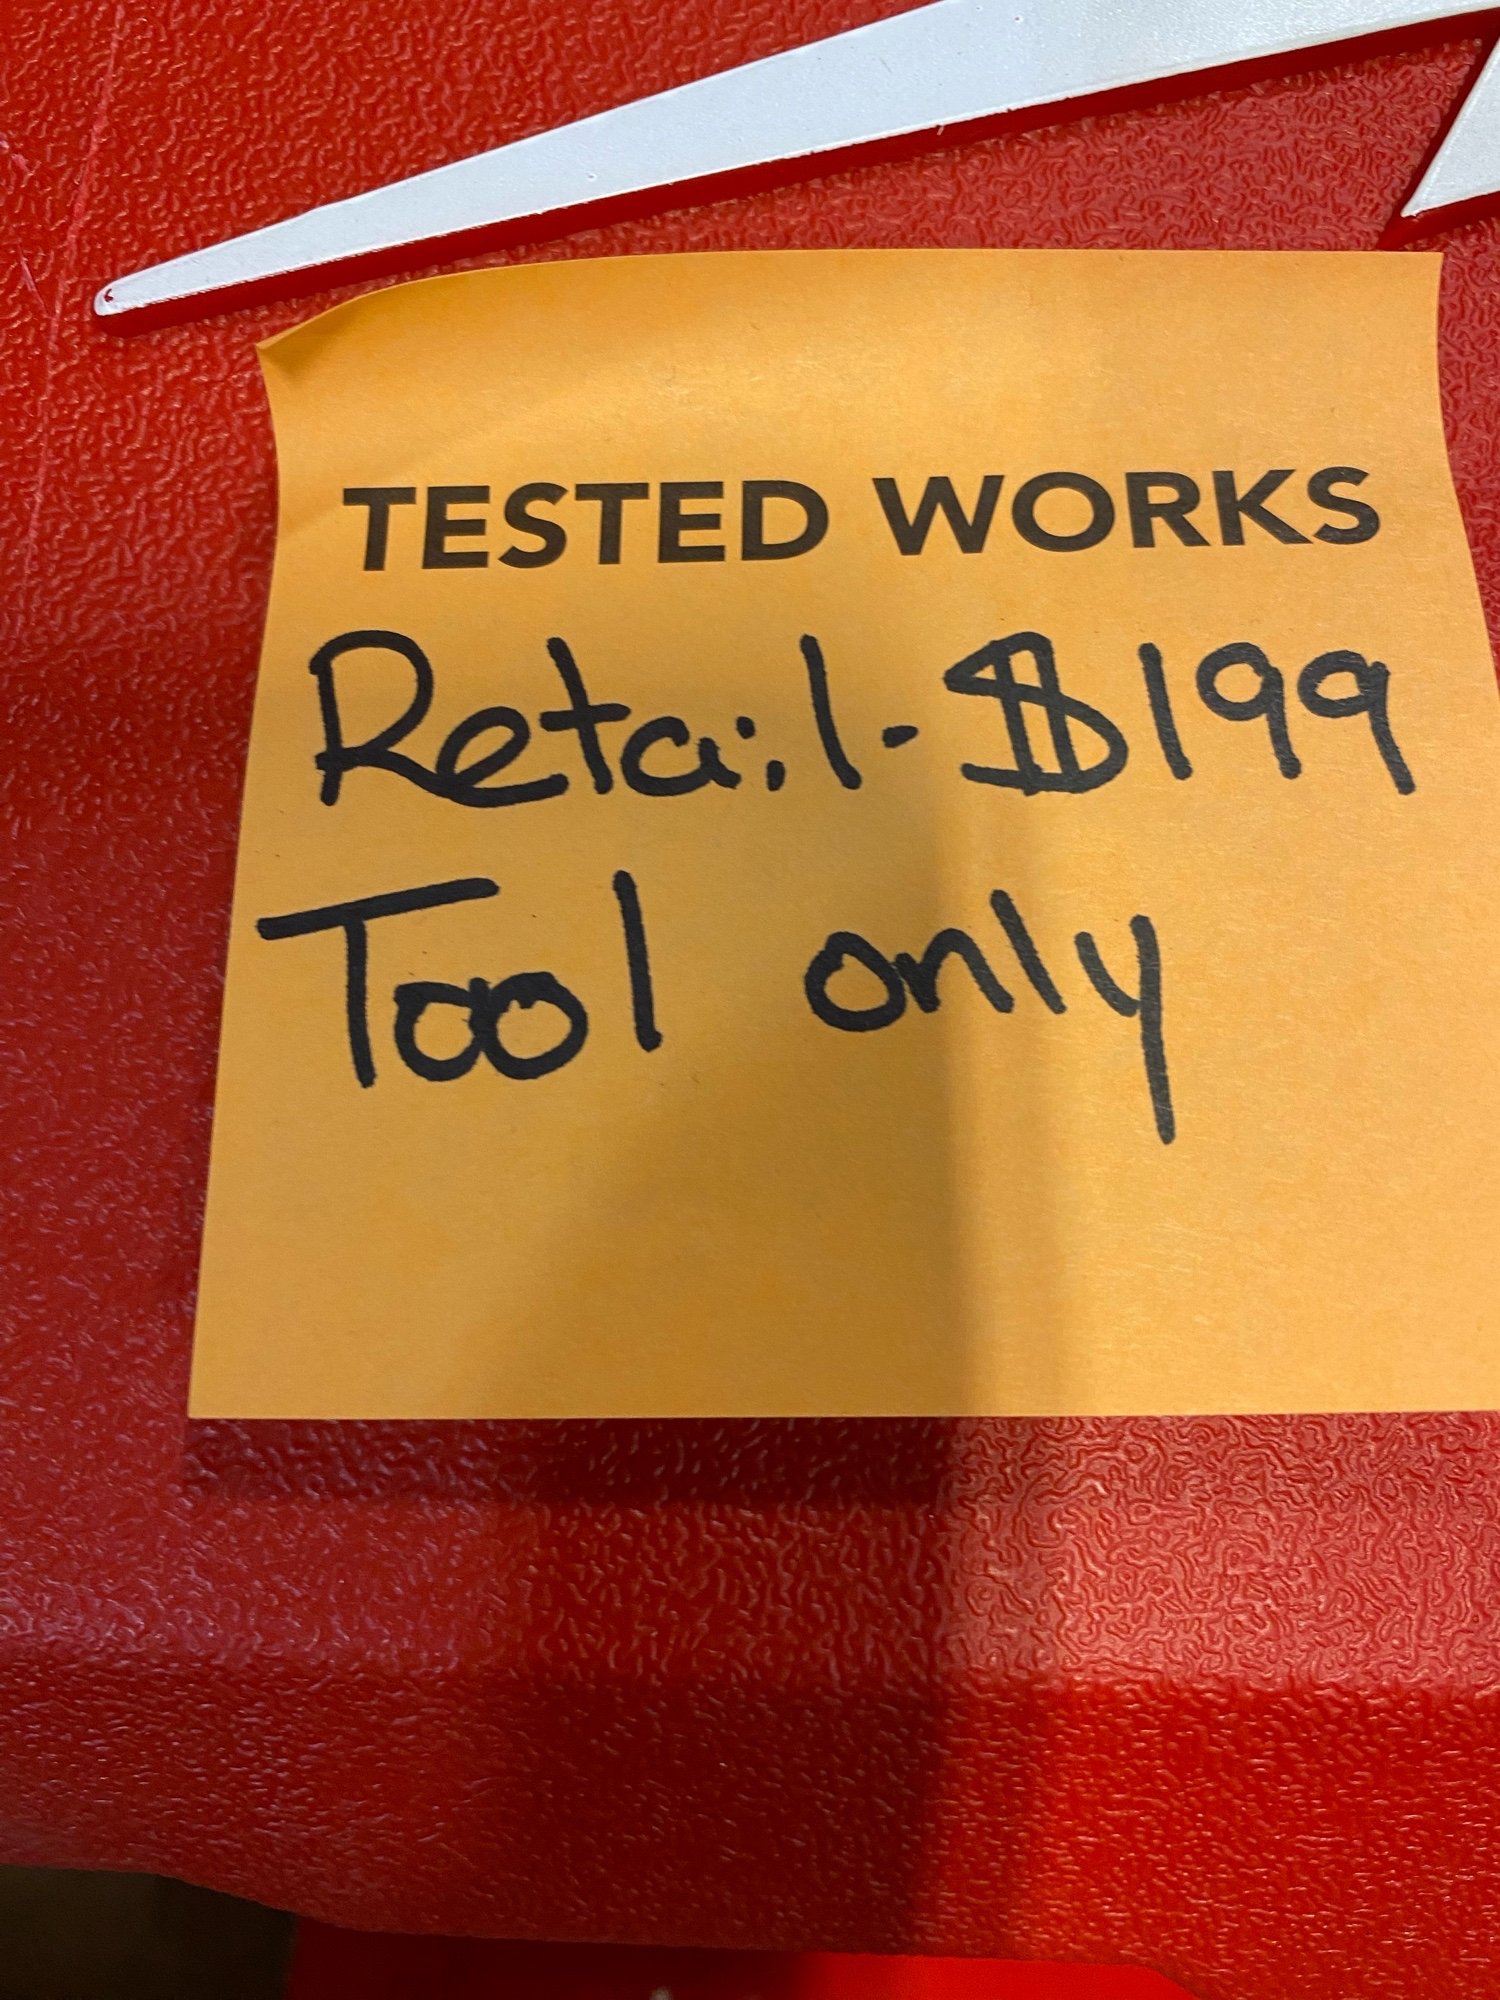 TESTED WORKS
Retail - $199
Tool only